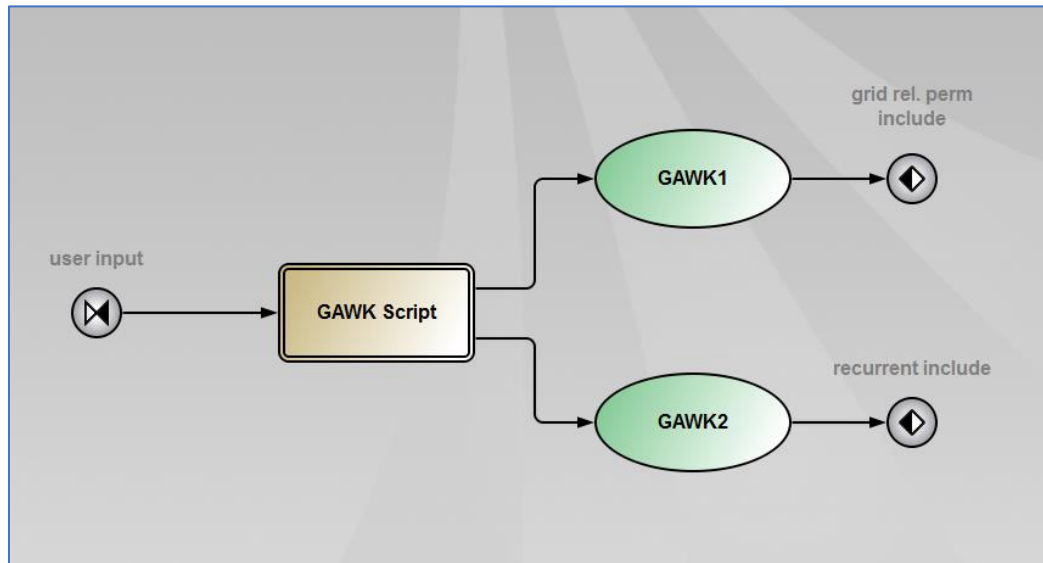 grid rel. perm
include
GAWK1
user input
GAWK Script
recurrent include
GAWK2